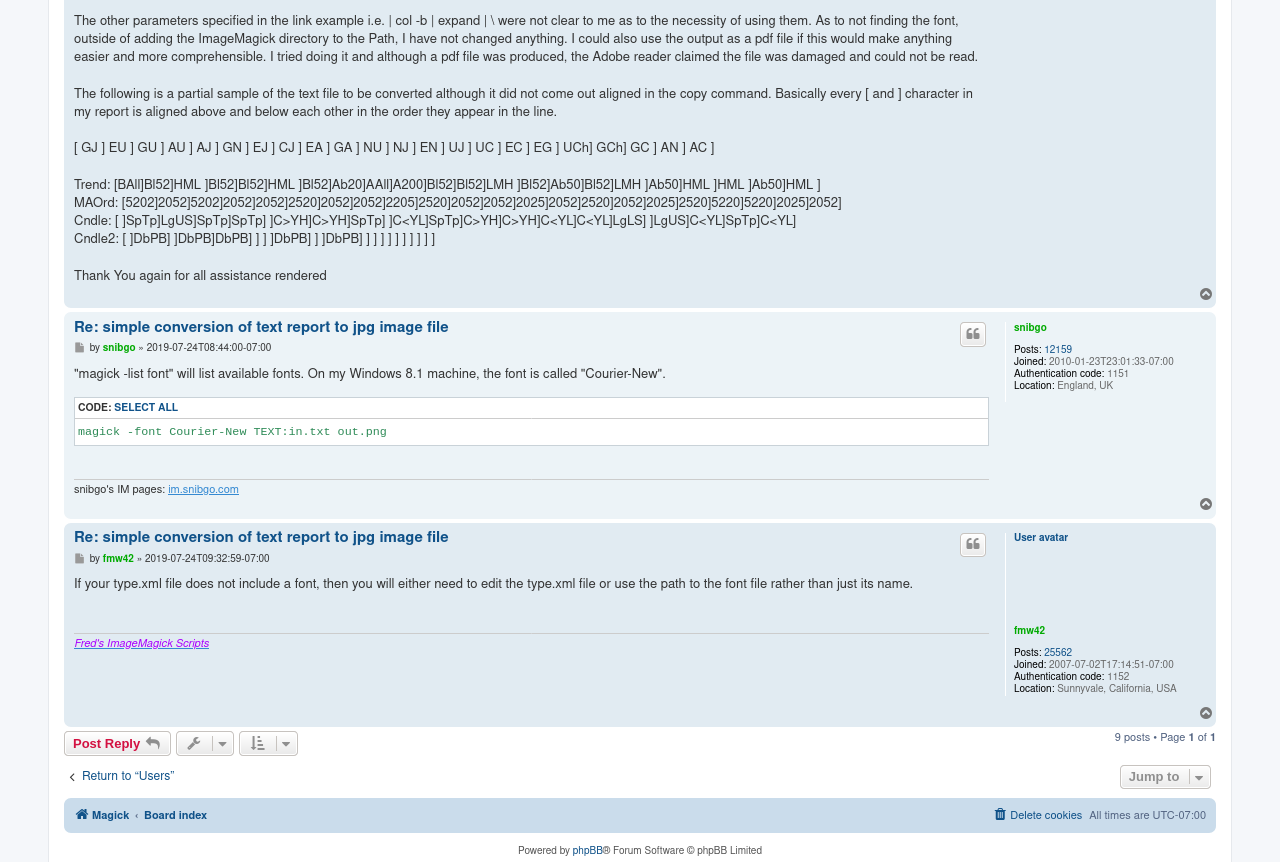 The other parameters specified in the link example i.e. | col -b | expand | \ were not clear to me as to the necessity of using them. As to not finding the font,
outside of adding the ImageMagick directory to the Path, I have not changed anything. I could also use the output as a pdf file if this would make anything
easier and more comprehensible. I tried doing it and although a pdf file was produced, the Adobe reader claimed the file was damaged and could not be read.
The following is a partial sample of the text file to be converted although it did not come out aligned in the copy command. Basically every [ and ] character in
my report is aligned above and below each other in the order they appear in the line.
[ GJ ] EU ] GU ] AU ] AJ ] GN ] EJ ] CJ ] EA ] GA ] NU ] NJ ] EN ] UJ ] UC ] EC ] EG ] UCh] GC ] AN ] AC ]
Trend: [BAll]Bl52]HML ]Bl52]Bl52]HML ]Bl52]Ab20]AAll]A200]Bl52]Bl52]LMH ]Bl52]Ab50]Bl52]LMH ]Ab50]HML ]HML ]Ab50]HML ]
MAOrd: [5202]2052]5202]2052]2052]2520]2052]2052]2205]2520]2052]2052]2025]2052]2520]2052]2025]2520]5220]5220]2025]2052]
Cndle: [ ]SpTp]LgUS]SpTp]SpTp] ]C>YH]C>YH]SpTp] ]C<YL]SpTp]C>YH]C>YH]C<YL]C<YL]LgLS] ]LgUS]C<YL]SpTp]C<YL]
Cndle2: [ ]DbPB] ]DbPB]DbPB] ] ] ]DbPB] ] ]DbPB] ] ] ] ] ] ] ] ] ] ]
Thank You again for all assistance rendered
Re: simple conversion of text report to jpg image file
by snibgo » 2019-07-24T08:44:00-07:00
"magick -list font" will list available fonts. On my Windows 8.1 machine, the font is called "Courier-New".
CODE: SELECT ALL
magick -font Courier-New TEXT:in.txt out.png
snibgo's IM pages: im.snibgo.com
snibgo
Posts: 12159
Joined: 2010-01-23T23:01:33-07:00
Authentication code: 1151
Location: England, UK
Re: simple conversion of text report to jpg image file
by fmw42 » 2019-07-24T09:32:59-07:00
If your type.xml file does not include a font, then you will either need to edit the type.xml file or use the path to the font file rather than just its name.
Fred's ImageMagick Scripts
User avatar
fmw42
Posts: 25562
Joined: 2007-07-02T17:14:51-07:00
Authentication code: 1152
Location: Sunnyvale, California, USA
Post Reply
9 posts • Page 1 of 1
Return to “Users”
Jump to
Magick ‹ Board index
Delete cookies All times are UTC-07:00
Powered by phpBB® Forum Software © phpBB Limited